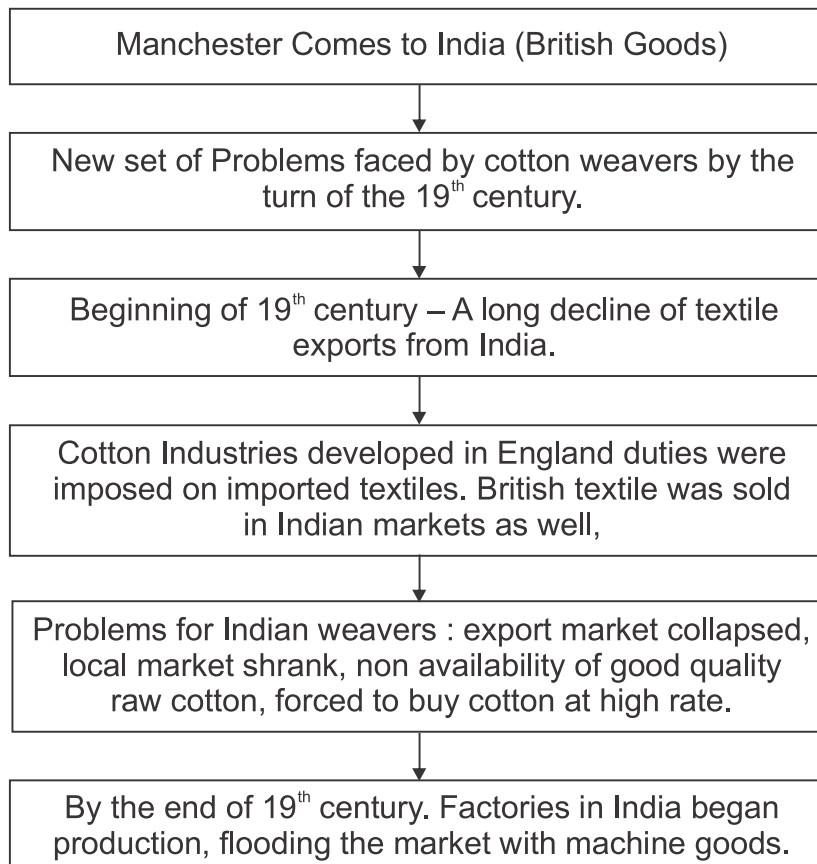 Manchester Comes to India (British Goods)
New set of Problems faced by cotton weavers by the
turn of the 19th century.
Beginning of 19th century – A long decline of textile
exports from India.
Cotton Industries developed in England duties were
imposed on imported textiles. British textile was sold
in Indian markets as well,
Problems for Indian weavers : export market collapsed,
local market shrank, non availability of good quality
raw cotton, forced to buy cotton at high rate.
By the end of 19th century. Factories in India began
production, flooding the market with machine goods.